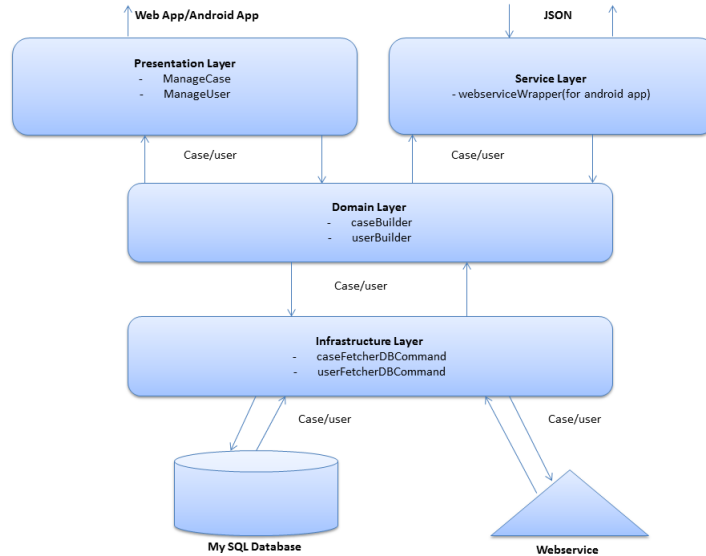 Web App/Android App
JSON
Presentation Layer
- ManageCase
- ManageUser
Service Layer
- webserviceWrapper(for android app)
Case/user
Case/user
Domain Layer
- caseBuilder
- userBuilder
Case/user
Infrastructure Layer
- caseFetcherDBCommand
- userFetcherDBCommand
Case/user
Case/user
My SQL Database
Webservice